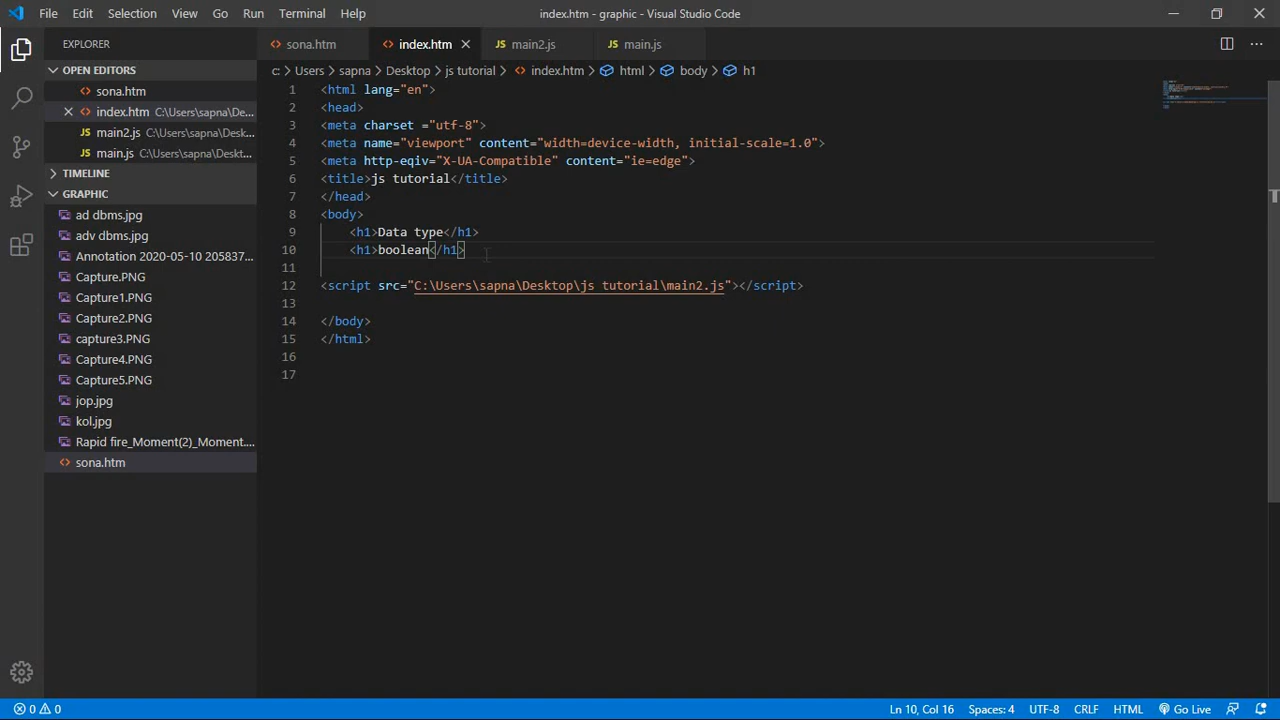 File Edit Selection View Go Run Terminal Help
index.htm - graphic - Visual Studio Code
EXPLORER
sona.htm
index.htm
main2.js
main.js
OPEN EDITORS
sona.htm
index.htm C:\Users\sapna\De...
main2.js C:\Users\sapna\Desk...
main.js C:\Users\sapna\Deskt...
TIMELINE
GRAPHIC
ad dbms.jpg
adv dbms.jpg
Annotation 2020-05-10 205837...
Capture.PNG
Capture1.PNG
Capture2.PNG
capture3.PNG
Capture4.PNG
Capture5.PNG
jop.jpg
kol.jpg
Rapid fire_Moment(2)_Moment....
sona.htm
c: > Users > sapna > Desktop > js tutorial > index.htm > html > body > h1
1 <html lang="en">
2 <head>
3 <meta charset ="utf-8">
4 <meta name="viewport" content="width=device-width, initial-scale=1.0">
5 <meta http-eqiv="X-UA-Compatible" content="ie=edge">
6 <title>js tutorial</title>
7 </head>
8 <body>
9 <h1>Data type</h1>
10 <h1>boolean</h1>
11
12 <script src="C:\Users\sapna\Desktop\js tutorial\main2.js"></script>
13
14 </body>
15 </html>
16
17
0 0
Ln 10, Col 16 Spaces: 4 UTF-8 CRLF HTML Go Live